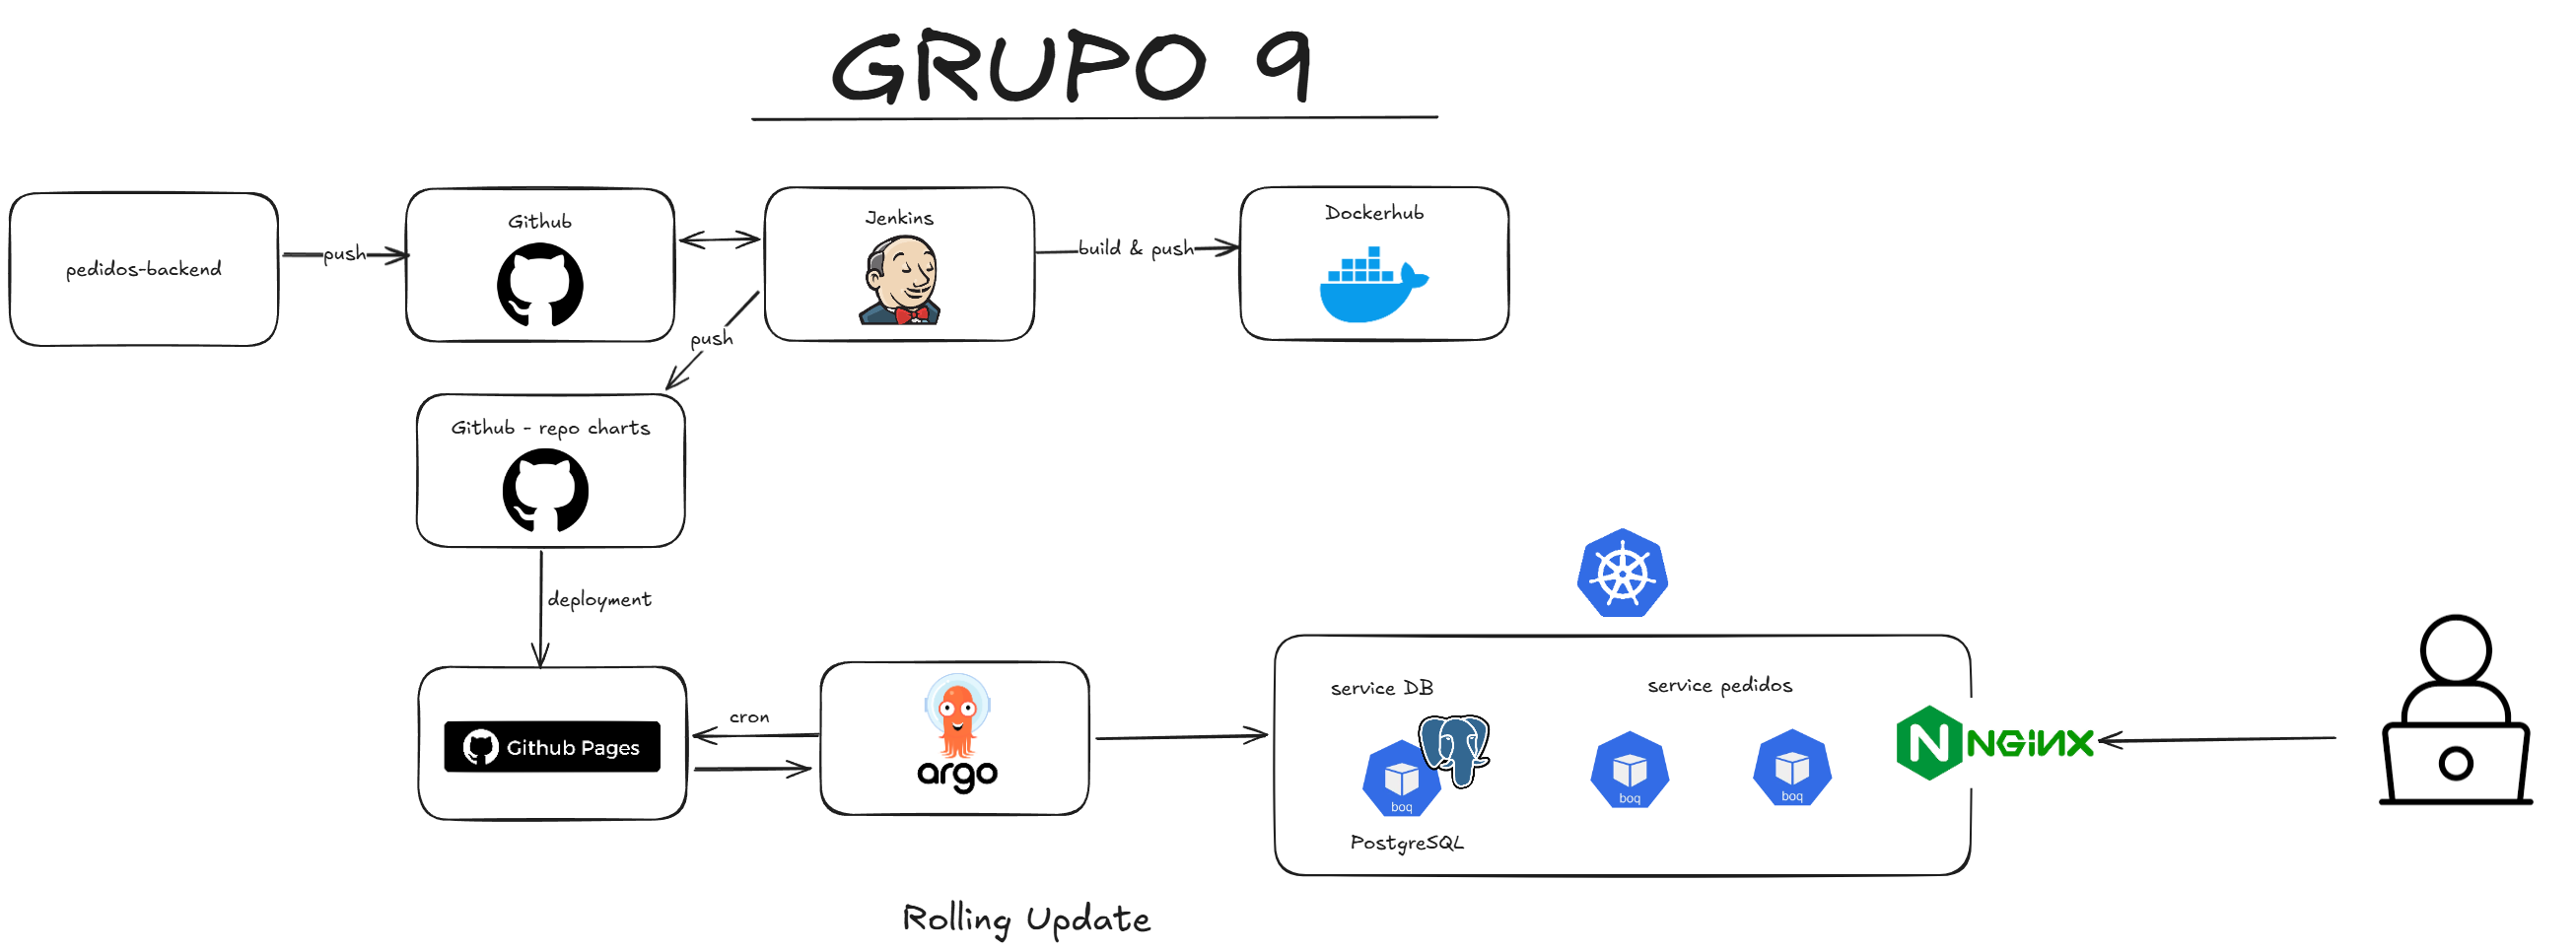 GRUPO 9
pedidos-backend
push
Github
Jenkins
build & push
Dockerhub
push
Github - repo charts
deployment
Github Pages
cron
argo
service DB
service pedidos
boq
boq
boq
PostgreSQL
NGINX
Rolling Update